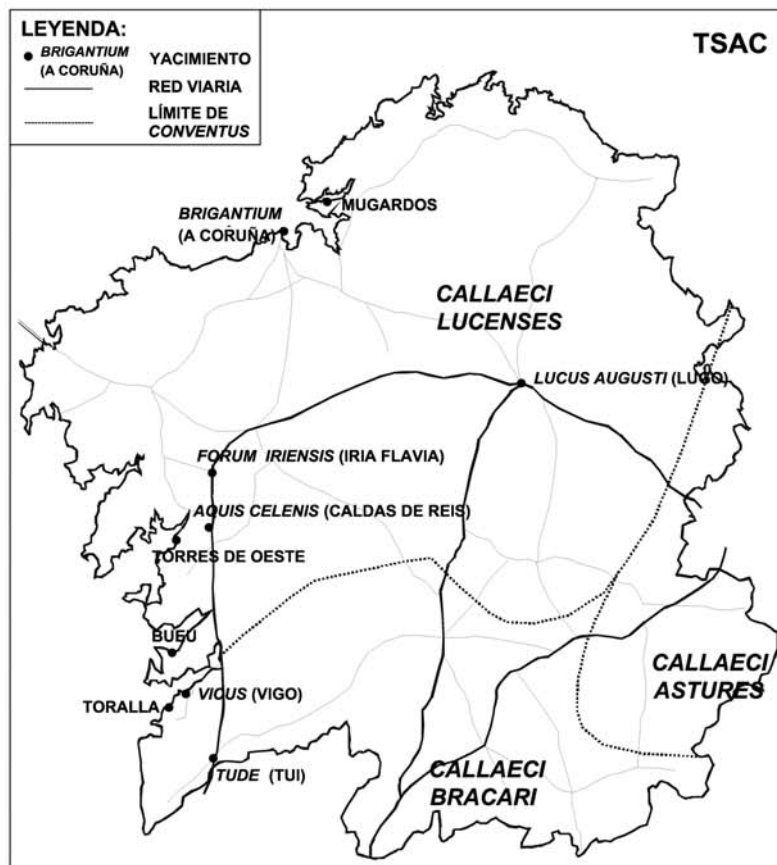 LEYENDA:
BRIGANTIUM
(A CORUÑA)
YACIMIENTO
RED VIARIA
LÍMITE DE
CONVENTUS
TSAC
MUGARDOS
BRIGANTIUM
(A CORUÑA)
CALLAECI
LUCENSES
LUCUS AUGUSTI (LUGO)
FORUM IRIENSIS (IRIA FLAVIA)
AQUIS CELENIS (CALDAS DE REIS)
TORRES DE OESTE
BUEU
CALLAECI
ASTURES
VICUS (VIGO)
TORALLA
TUDE (TUI)
CALLAECI
BRACARI